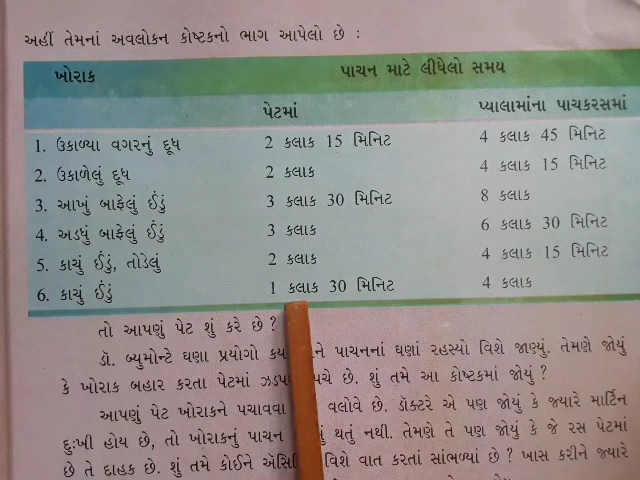 અહીં તેમનાં અવલોકન કોષ્ટકનો ભાગ આપેલો છે :
ખોરાક પાચન માટે લીધેલો સમય
પેટમાં પ્યાલામાંના પાચકરસમાં
1. ઉકાળ્યા વગરનું દૂધ 2 કલાક 15 મિનિટ 4 કલાક 45 મિનિટ
2. ઉકાળેલું દૂધ 2 કલાક 4 કલાક 15 મિનિટ
3. આખું બાફેલું ઈંડું 3 કલાક 30 મિનિટ 8 કલાક
4. અડધું બાફેલું ઈંડું 3 કલાક 6 કલાક 30 મિનિટ
5. કાચું ઈંડું, તોડેલું 2 કલાક 4 કલાક 15 મિનિટ
6. કાચું ઈંડું 1 કલાક 30 મિનિટ 4 કલાક
તો આપણું પેટ શું કરે છે ?
ડૉ. બ્યુમોન્ટે ઘણા પ્રયોગો પાચનનાં ઘણાં રહસ્યો વિશે જાણ્યું. તેમણે જોયું
કે ખોરાક બહાર કરતા પેટમાં છે. શું તમે આ કોષ્ટકમાં જોયું ?
આપણું પેટ ખોરાકને પચાવવા વલોવે છે. ડૉક્ટરે એ પણ જોયું કે જ્યારે માર્ટિન
દુઃખી હોય છે, તો ખોરાકનું પાચન થતું નથી. તેમણે તે પણ જોયું કે જે રસ પેટમાં
છે તે દાહક છે. શું તમે કોઈને વિશે વાત કરતાં સાંભળ્યાં છે ? ખાસ કરીને જ્યારે